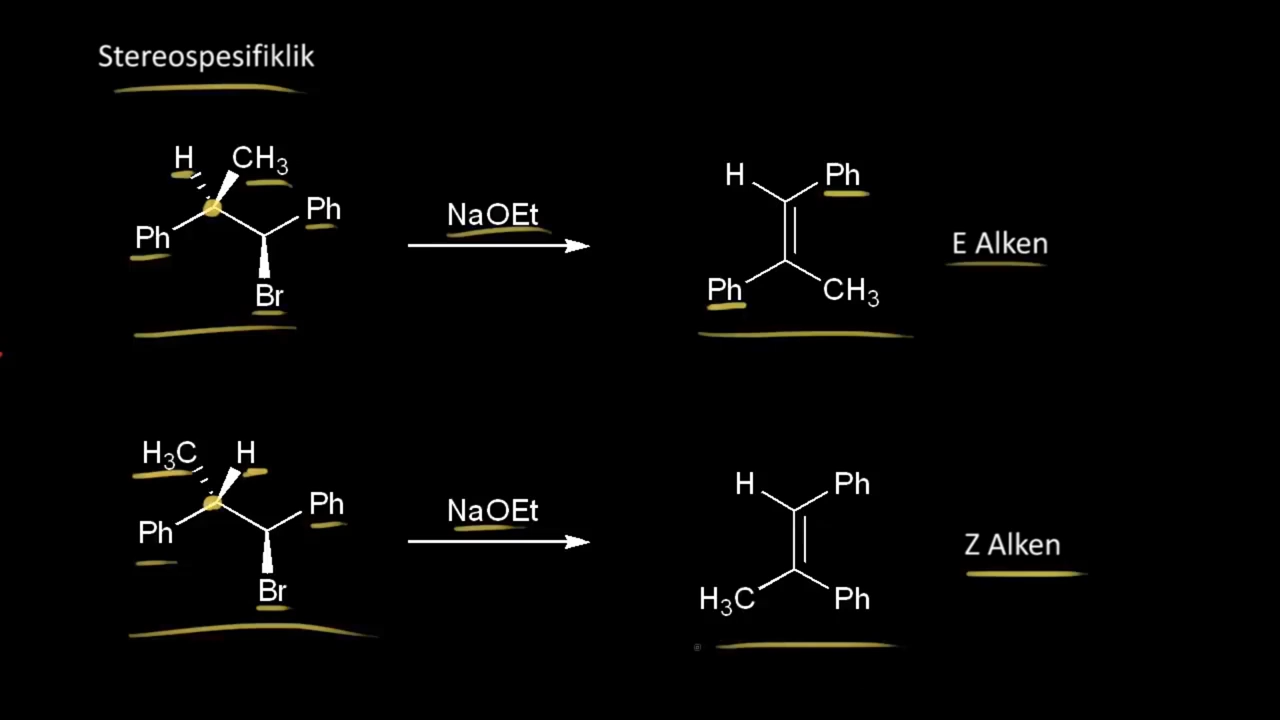 Stereospesifiklik
H CH₃
Ph Ph
Br
NaOEt
H Ph
Ph CH₃
E Alken
H₃C H
Ph Ph
Br
NaOEt
H Ph
H₃C Ph
Z Alken